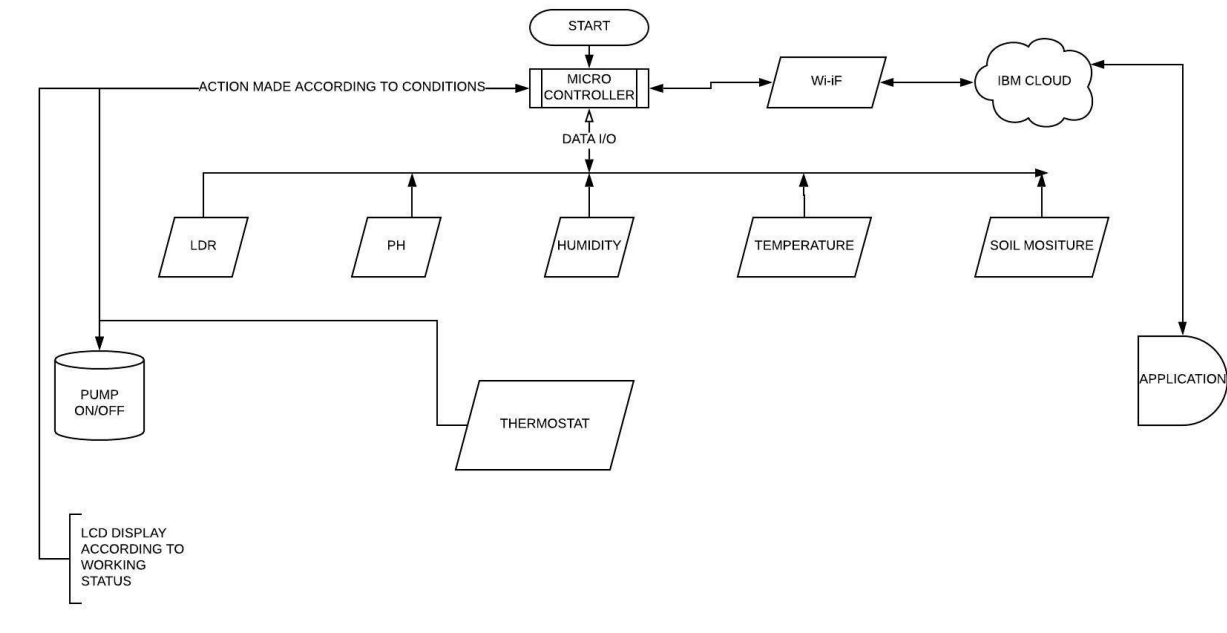 START
ACTION MADE ACCORDING TO CONDITIONS
MICRO
CONTROLLER
Wi-iF
IBM CLOUD
DATA I/O
LDR
PH
HUMIDITY
TEMPERATURE
SOIL MOSITURE
PUMP
ON/OFF
THERMOSTAT
APPLICATION
LCD DISPLAY
ACCORDING TO
WORKING
STATUS